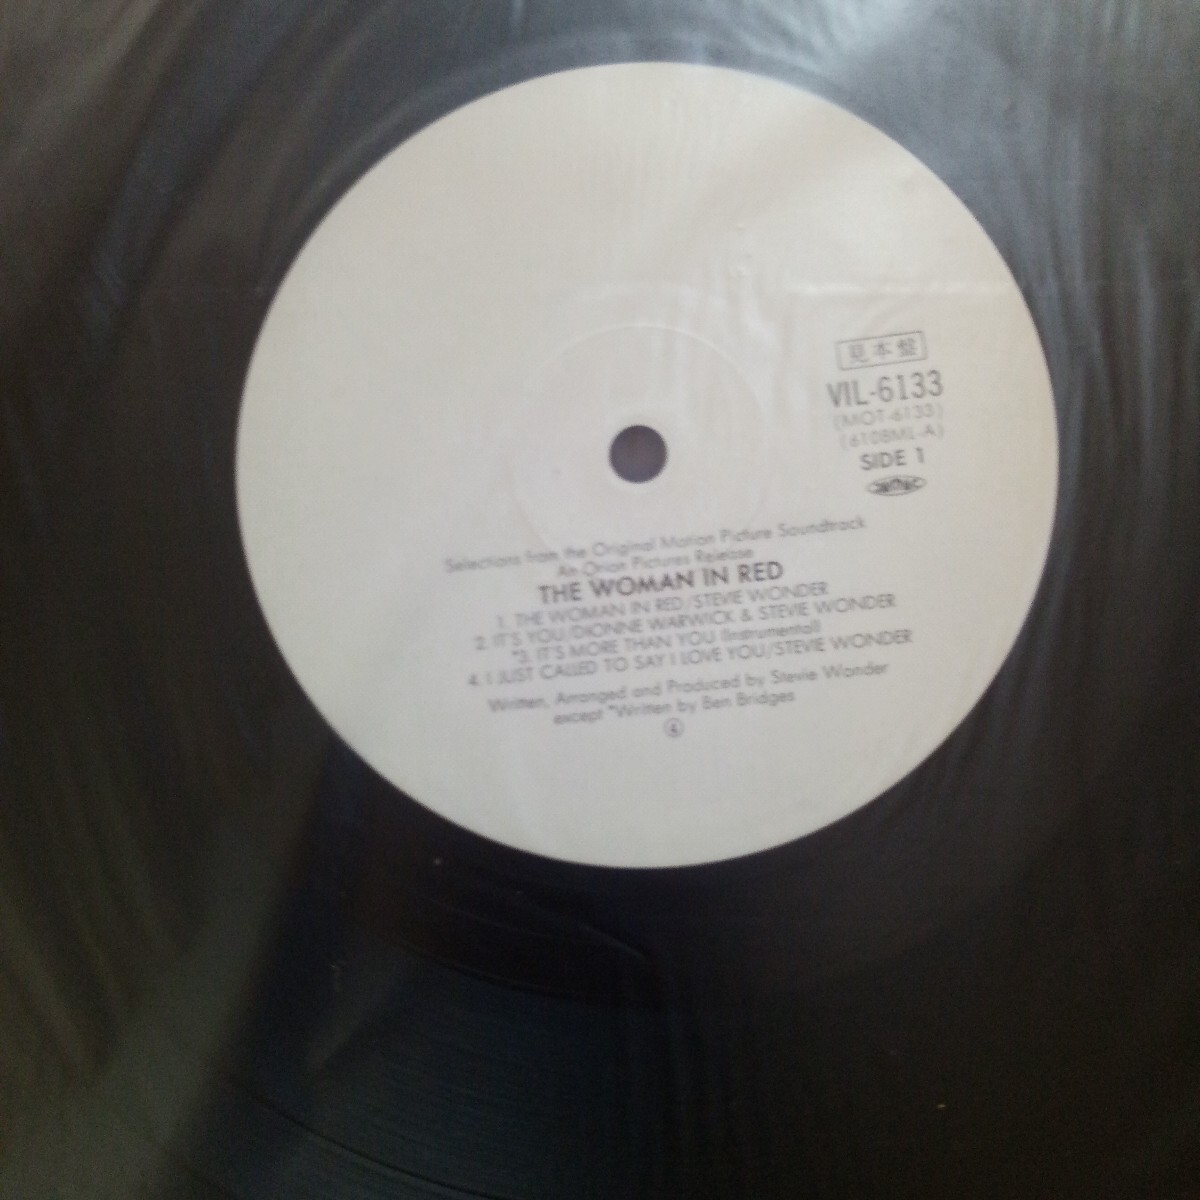 見本盤
VIL-6133
(MOT-6133)
(6108ML-A)
SIDE 1
Selections from the Original Motion Picture Soundtrack
An Orion Pictures Release
THE WOMAN IN RED
1. THE WOMAN IN RED/STEVIE WONDER
2. IT'S YOU/DIONNE WARWICK & STEVIE WONDER
*3. IT'S MORE THAN YOU (Instrumental)
4. I JUST CALLED TO SAY I LOVE YOU/STEVIE WONDER
Written, Arranged and Produced by Stevie Wonder
except *Written by Ben Bridges